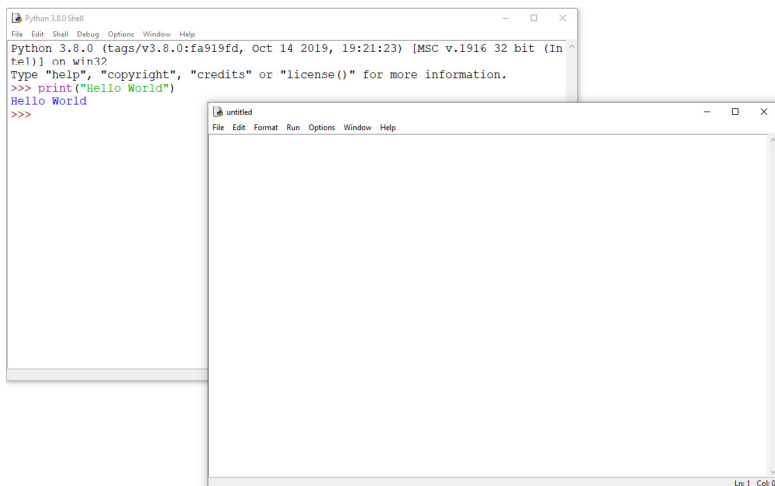 Python 3.8.0 Shell
File Edit Shell Debug Options Window Help
Python 3.8.0 (tags/v3.8.0:fa919fd, Oct 14 2019, 19:21:23) [MSC v.1916 32 bit (In
tel)] on win32
Type "help", "copyright", "credits" or "license()" for more information.
>>> print("Hello World")
Hello World
>>>
untitled
File Edit Format Run Options Window Help
Ln: 1 Col: 0